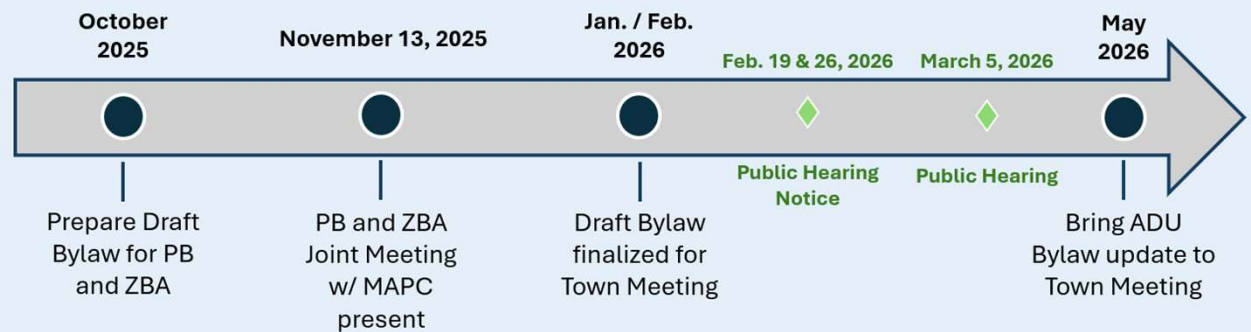 October
2025
November 13, 2025
Jan. / Feb.
2026
Feb. 19 & 26, 2026
March 5, 2026
May
2026
Prepare Draft
Bylaw for PB
and ZBA
PB and ZBA
Joint Meeting
w/ MAPC
present
Draft Bylaw
finalized for
Town Meeting
Public Hearing
Notice
Public Hearing
Bring ADU
Bylaw update to
Town Meeting